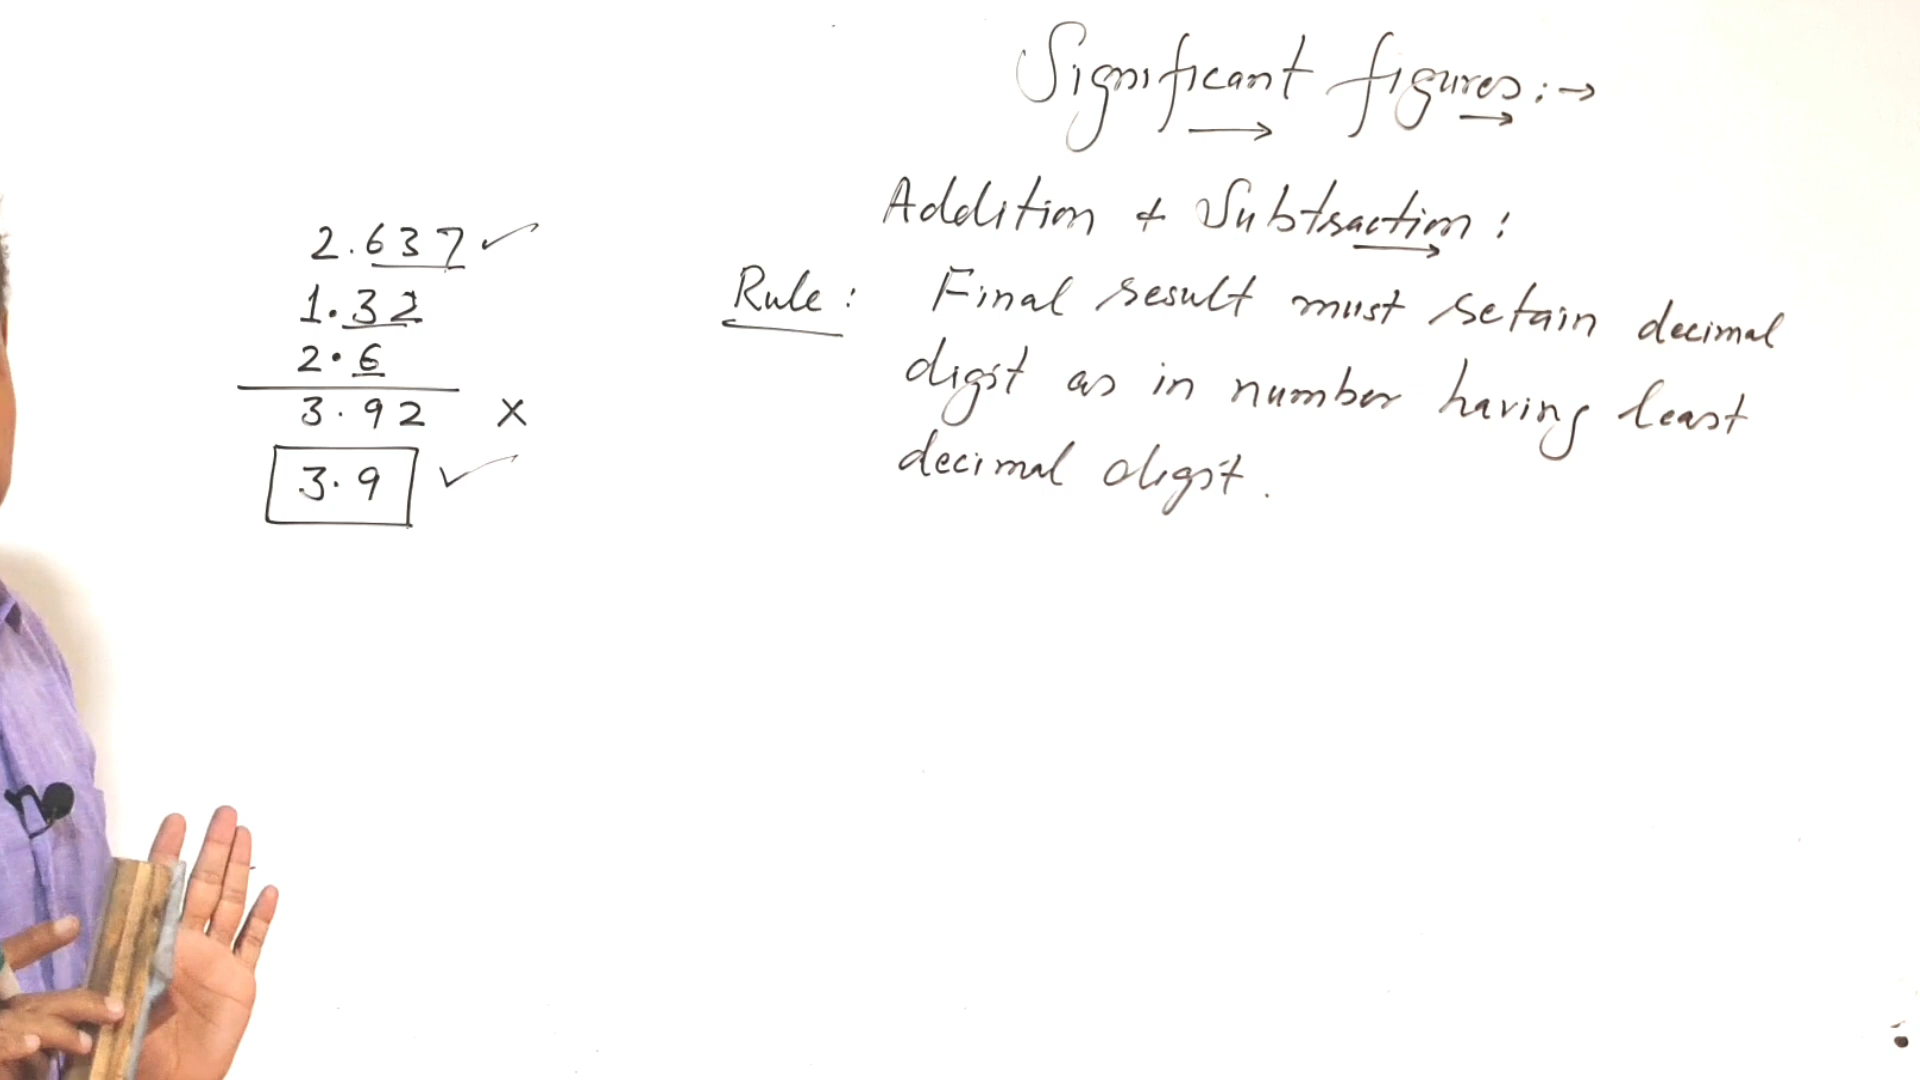 Significant figures:→
Addition & Subtraction:
Rule: Final result must retain decimal
digit as in number having least
decimal digit.
2.637 ✓
1.32
2.6
3.92 X
3.9 ✓